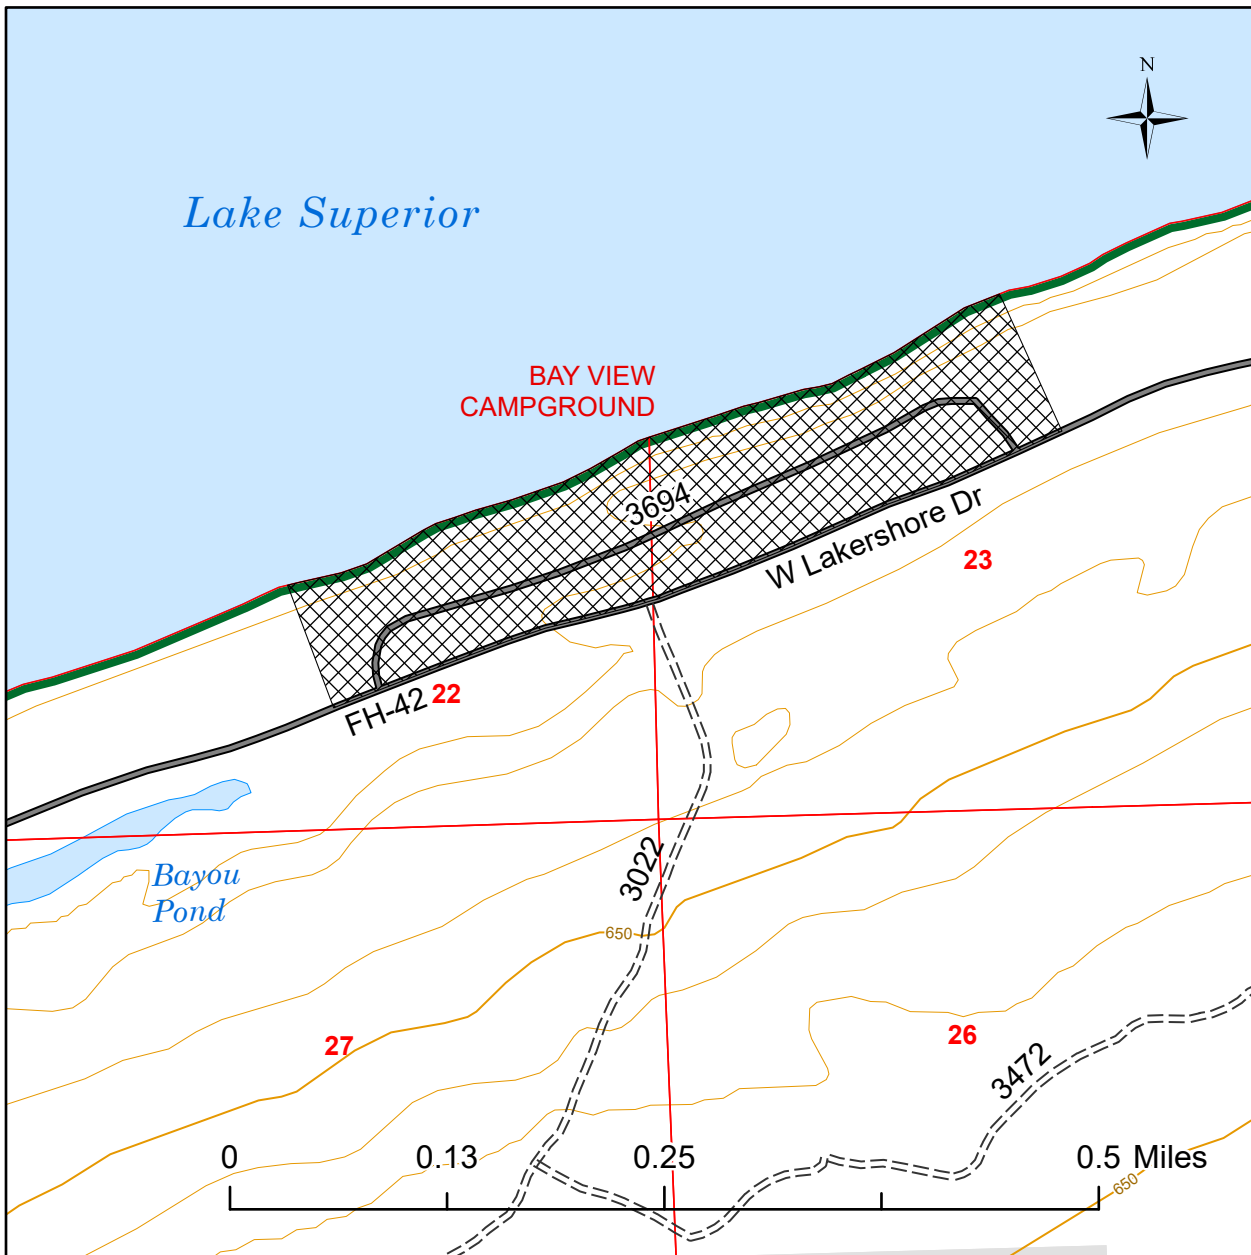 N
Lake Superior
BAY VIEW
CAMPGROUND
3694
W Lakershore Dr
23
FH-42
22
3022
Bayou
Pond
650
27
26
3472
0
0.13
0.25
0.5 Miles
650